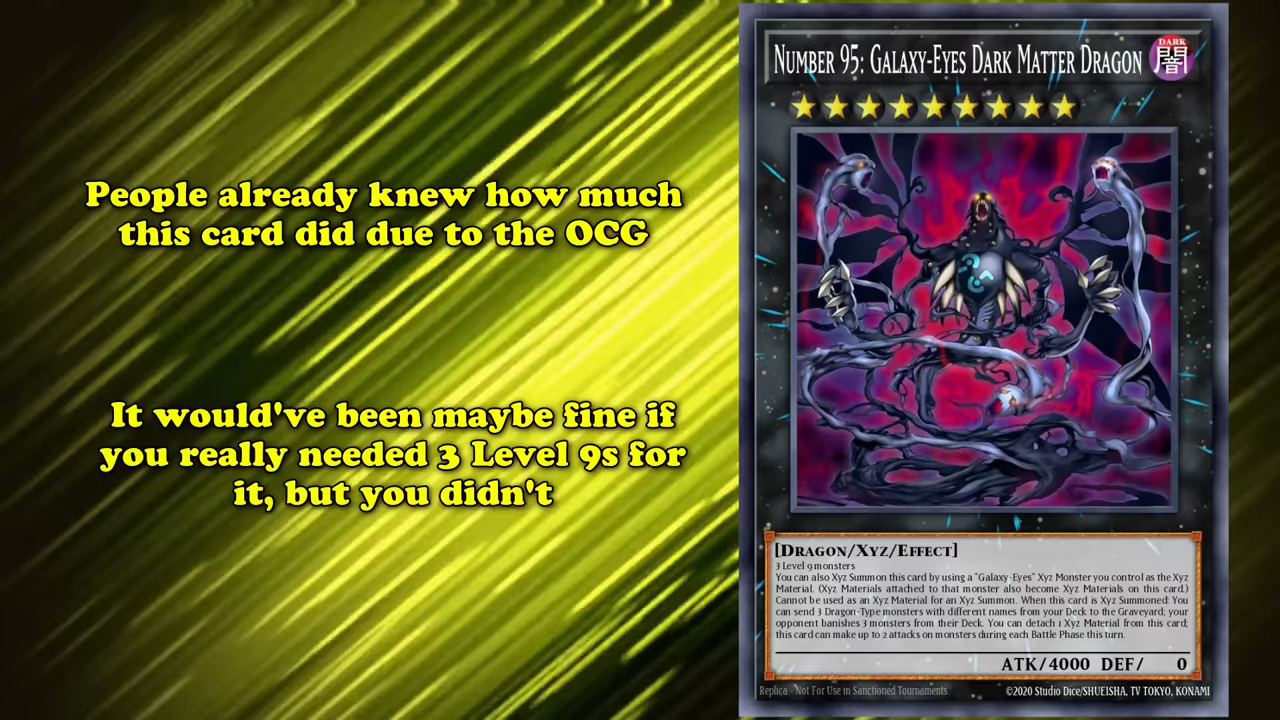 People already knew how much
this card did due to the OCG
It would've been maybe fine if
you really needed 3 Level 9s for
it, but you didn't
Number 95: Galaxy-Eyes Dark Matter Dragon
DARK
闇
[Dragon/Xyz/Effect]
3 Level 9 monsters
You can also Xyz Summon this card by using a "Galaxy-Eyes" Xyz Monster you control as the Xyz
Material. (Xyz Materials attached to that monster also become Xyz Materials on this card.)
Cannot be used as an Xyz Material for an Xyz Summon. When this card is Xyz Summoned: You
can send 3 Dragon-Type monsters with different names from your Deck to the Graveyard; your
opponent banishes 3 monsters from their Deck. You can detach 1 Xyz Material from this card;
this card can make up to 2 attacks on monsters during each Battle Phase this turn.
ATK/4000 DEF/ 0
Replica - Not For Use in Sanctioned Tournaments
©2020 Studio Dice/SHUEISHA, TV TOKYO, KONAMI